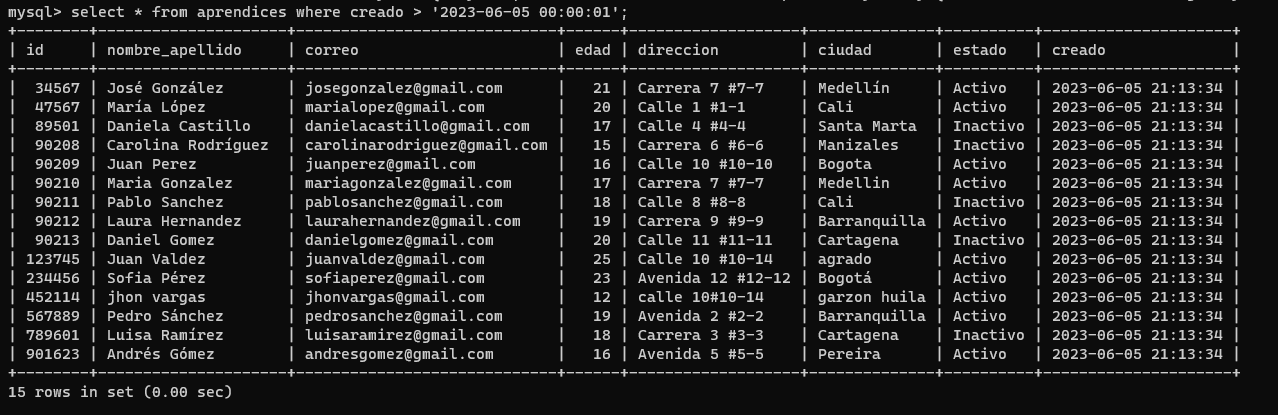 mysql> select * from aprendices where creado > '2023-06-05 00:00:01';
+--------+---------------------+-----------------------------+------+------------------+--------------+----------+---------------------+
| id     | nombre_apellido     | correo                      | edad | direccion        | ciudad       | estado   | creado              |
+--------+---------------------+-----------------------------+------+------------------+--------------+----------+---------------------+
|  34567 | José González       | josegonzalez@gmail.com      |   21 | Carrera 7 #7-7   | Medellín     | Activo   | 2023-06-05 21:13:34 |
|  47567 | María López         | marialopez@gmail.com        |   20 | Calle 1 #1-1     | Cali         | Activo   | 2023-06-05 21:13:34 |
|  89501 | Daniela Castillo    | danielacastillo@gmail.com   |   17 | Calle 4 #4-4     | Santa Marta  | Inactivo | 2023-06-05 21:13:34 |
|  90208 | Carolina Rodríguez  | carolinarodriguez@gmail.com |   15 | Carrera 6 #6-6   | Manizales    | Inactivo | 2023-06-05 21:13:34 |
|  90209 | Juan Perez          | juanperez@gmail.com         |   16 | Calle 10 #10-10  | Bogota       | Activo   | 2023-06-05 21:13:34 |
|  90210 | Maria Gonzalez      | mariagonzalez@gmail.com     |   17 | Carrera 7 #7-7   | Medellin     | Activo   | 2023-06-05 21:13:34 |
|  90211 | Pablo Sanchez       | pablosanchez@gmail.com      |   18 | Calle 8 #8-8     | Cali         | Inactivo | 2023-06-05 21:13:34 |
|  90212 | Laura Hernandez     | laurahernandez@gmail.com    |   19 | Carrera 9 #9-9   | Barranquilla | Activo   | 2023-06-05 21:13:34 |
|  90213 | Daniel Gomez        | danielgomez@gmail.com       |   20 | Calle 11 #11-11  | Cartagena    | Inactivo | 2023-06-05 21:13:34 |
| 123745 | Juan Valdez         | juanvaldez@gmail.com        |   25 | Calle 10 #10-14  | agrado       | Activo   | 2023-06-05 21:13:34 |
| 234456 | Sofia Pérez         | sofiaperez@gmail.com        |   23 | Avenida 12 #12-12 | Bogotá       | Activo   | 2023-06-05 21:13:34 |
| 452114 | jhon vargas         | jhonvargas@gmail.com        |   12 | calle 10#10-14   | garzon huila | Activo   | 2023-06-05 21:13:34 |
| 567889 | Pedro Sánchez       | pedrosanchez@gmail.com      |   19 | Avenida 2 #2-2   | Barranquilla | Activo   | 2023-06-05 21:13:34 |
| 789601 | Luisa Ramírez       | luisaramirez@gmail.com      |   18 | Carrera 3 #3-3   | Cartagena    | Inactivo | 2023-06-05 21:13:34 |
| 901623 | Andrés Gómez        | andresgomez@gmail.com       |   16 | Avenida 5 #5-5   | Pereira      | Activo   | 2023-06-05 21:13:34 |
+--------+---------------------+-----------------------------+------+------------------+--------------+----------+---------------------+
15 rows in set (0.00 sec)